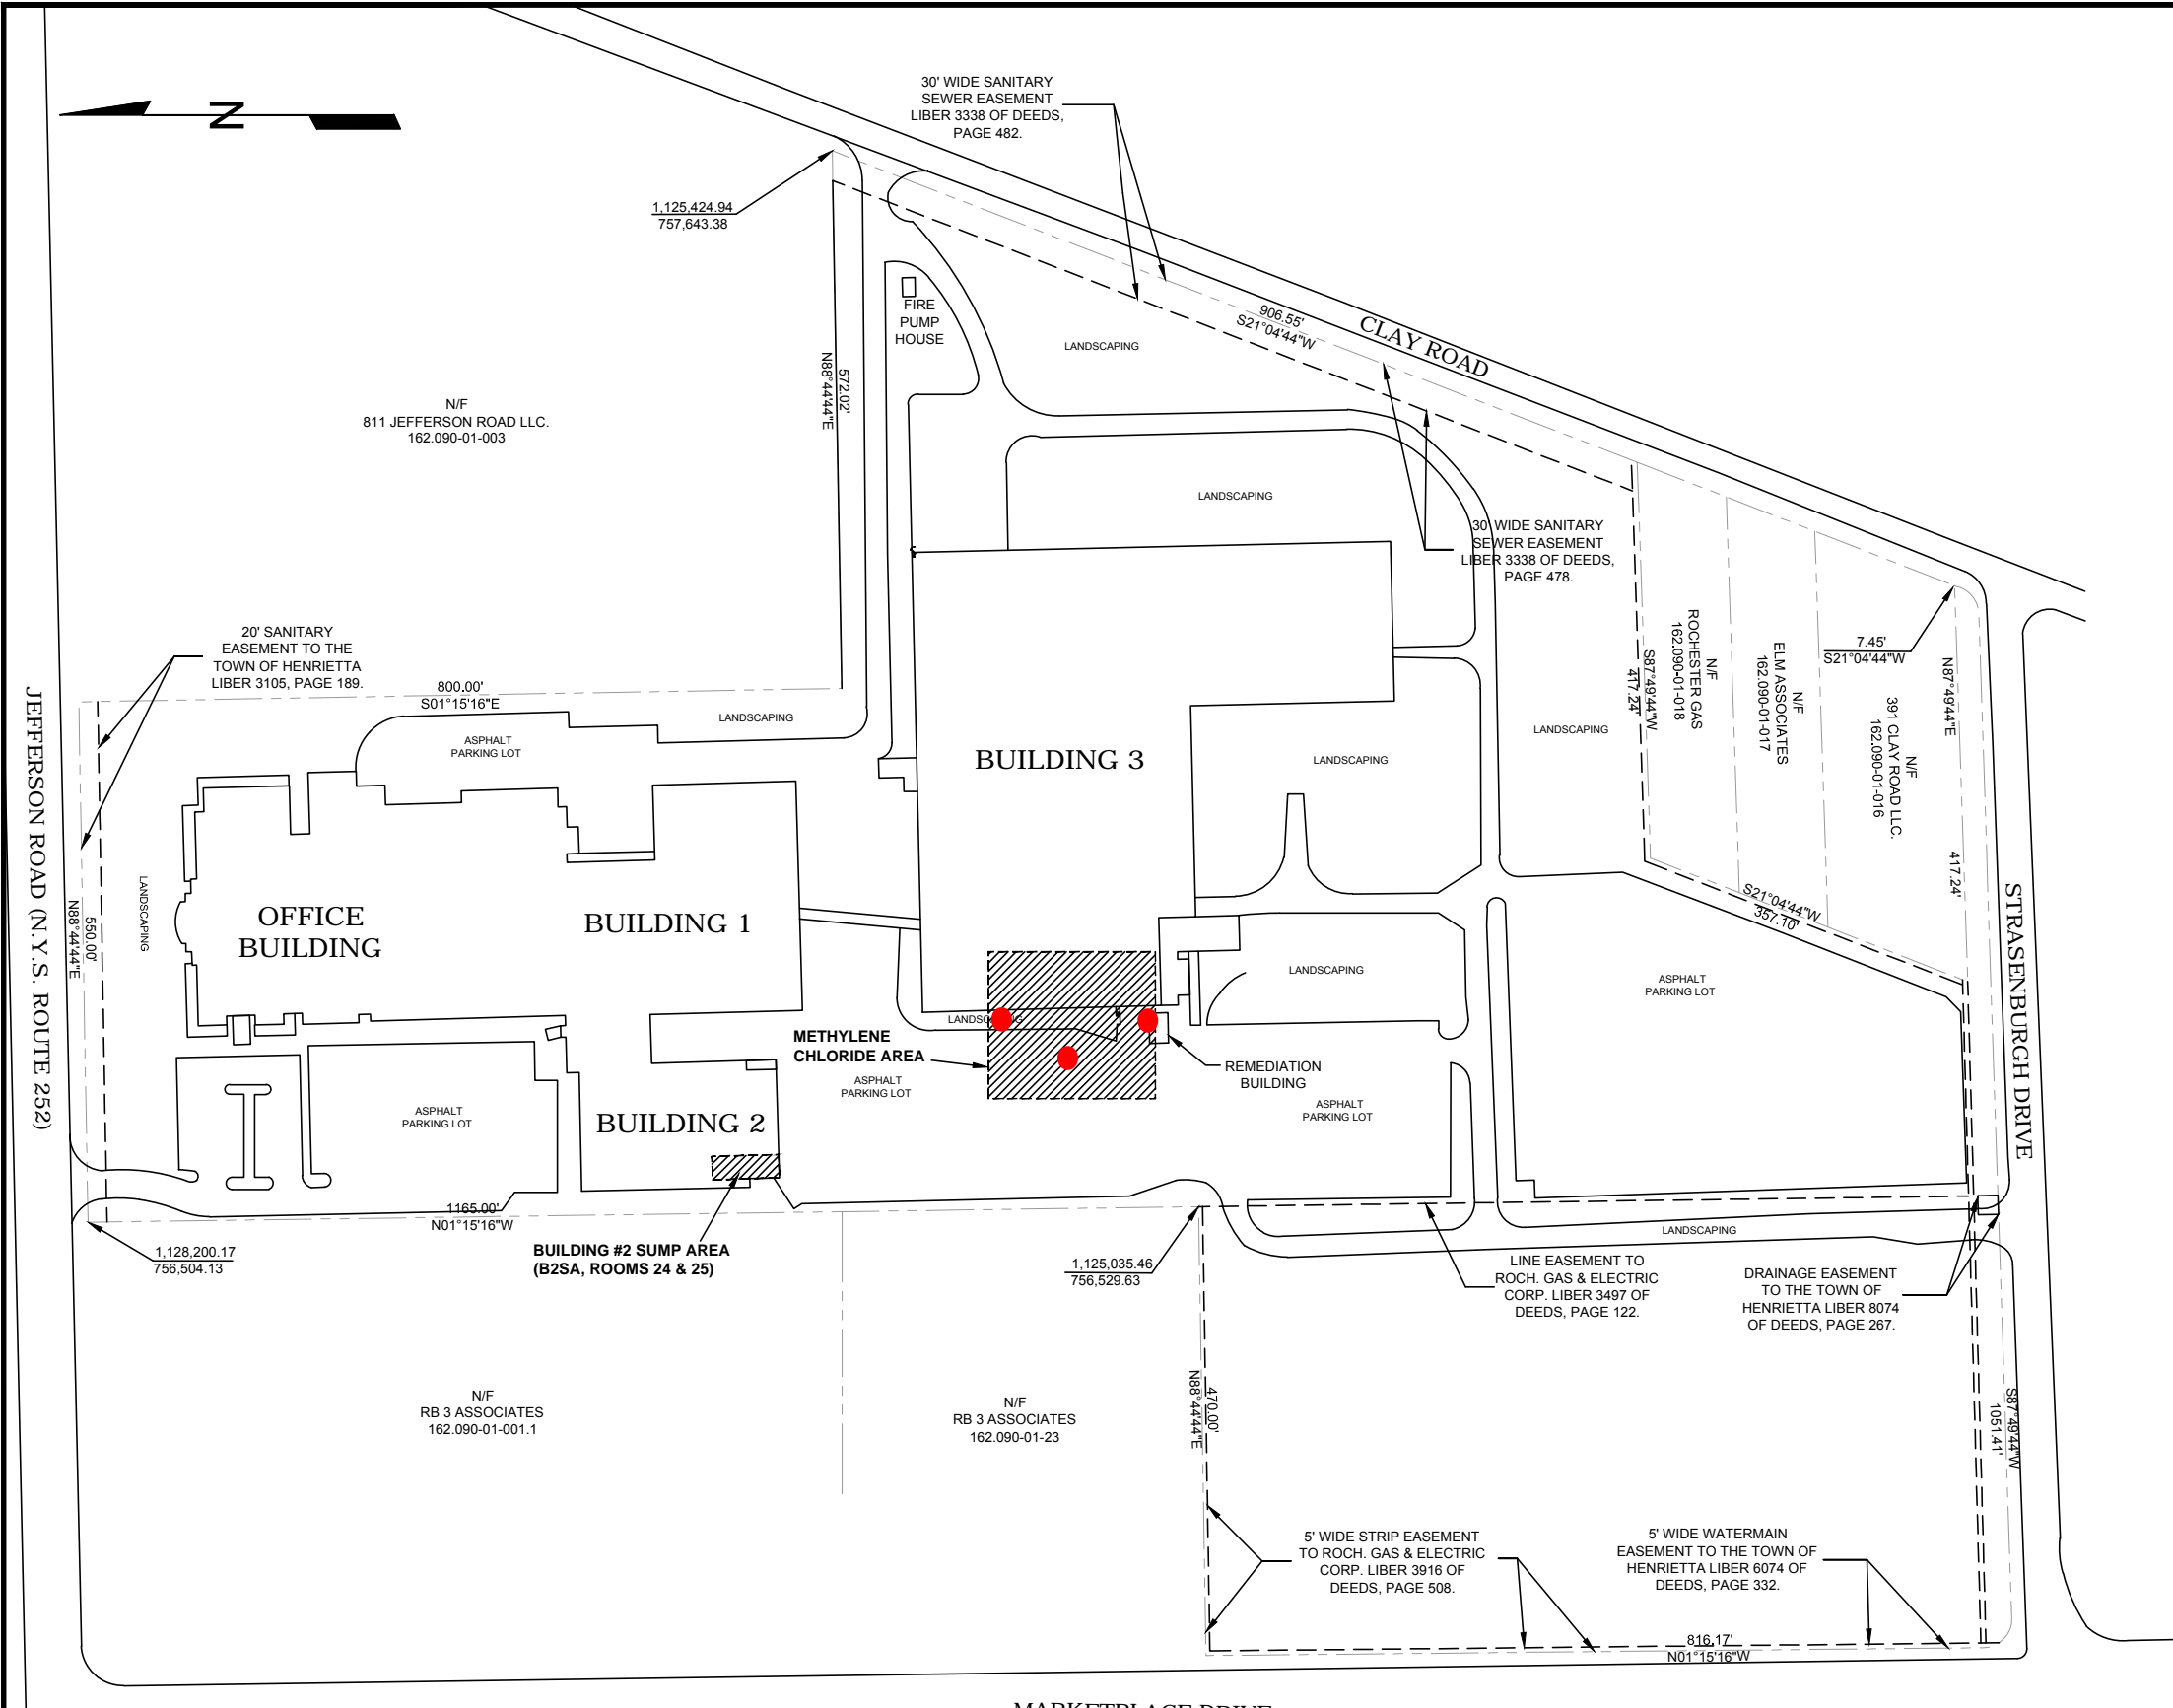 30' WIDE SANITARY
SEWER EASEMENT
LIBER 3338 OF DEEDS,
PAGE 482.
N
1,125,424.94
757,643.38
FIRE
PUMP
HOUSE
LANDSCAPING
906.55'
S21°04'44"W
CLAY ROAD
572.02'
N88°44'44"E
N/F
811 JEFFERSON ROAD LLC.
162.090-01-003
LANDSCAPING
30' WIDE SANITARY
SEWER EASEMENT
LIBER 3338 OF DEEDS,
PAGE 478.
20' SANITARY
EASEMENT TO THE
TOWN OF HENRIETTA
LIBER 3105, PAGE 189.
800.00'
S01°15'16"E
LANDSCAPING
ASPHALT
PARKING LOT
BUILDING 3
LANDSCAPING
LANDSCAPING
S87°49'44"W
417.24'
N/F
ROCHESTER GAS
162.090-01-018
N/F
ELM ASSOCIATES
162.090-01-017
7.45'
S21°04'44"W
N/F
391 CLAY ROAD LLC.
162.090-01-016
N87°49'44"E
417.24'
JEFFERSON ROAD (N.Y.S. ROUTE 252)
550.00'
N88°44'44"E
LANDSCAPING
OFFICE
BUILDING
BUILDING 1
S21°04'44"W
357.10'
STRASENBURGH DRIVE
LANDSCAPING
ASPHALT
PARKING LOT
LANDSCAPING
METHYLENE
CHLORIDE AREA
ASPHALT
PARKING LOT
REMEDIATION
BUILDING
ASPHALT
PARKING LOT
ASPHALT
PARKING LOT
BUILDING 2
1165.00'
N01°15'16"W
BUILDING #2 SUMP AREA
(B2SA, ROOMS 24 & 25)
1,128,200.17
756,504.13
1,125,035.46
756,529.63
LANDSCAPING
LINE EASEMENT TO
ROCH. GAS & ELECTRIC
CORP. LIBER 3497 OF
DEEDS, PAGE 122.
DRAINAGE EASEMENT
TO THE TOWN OF
HENRIETTA LIBER 8074
OF DEEDS, PAGE 267.
N/F
RB 3 ASSOCIATES
162.090-01-001.1
N/F
RB 3 ASSOCIATES
162.090-01-23
470.00'
N88°44'44"E
S87°49'44"W
1051.41'
5' WIDE STRIP EASEMENT
TO ROCH. GAS & ELECTRIC
CORP. LIBER 3916 OF
DEEDS, PAGE 508.
5' WIDE WATERMAIN
EASEMENT TO THE TOWN OF
HENRIETTA LIBER 6074 OF
DEEDS, PAGE 332.
816.17'
N01°15'16"W
MARKETPLACE DRIVE